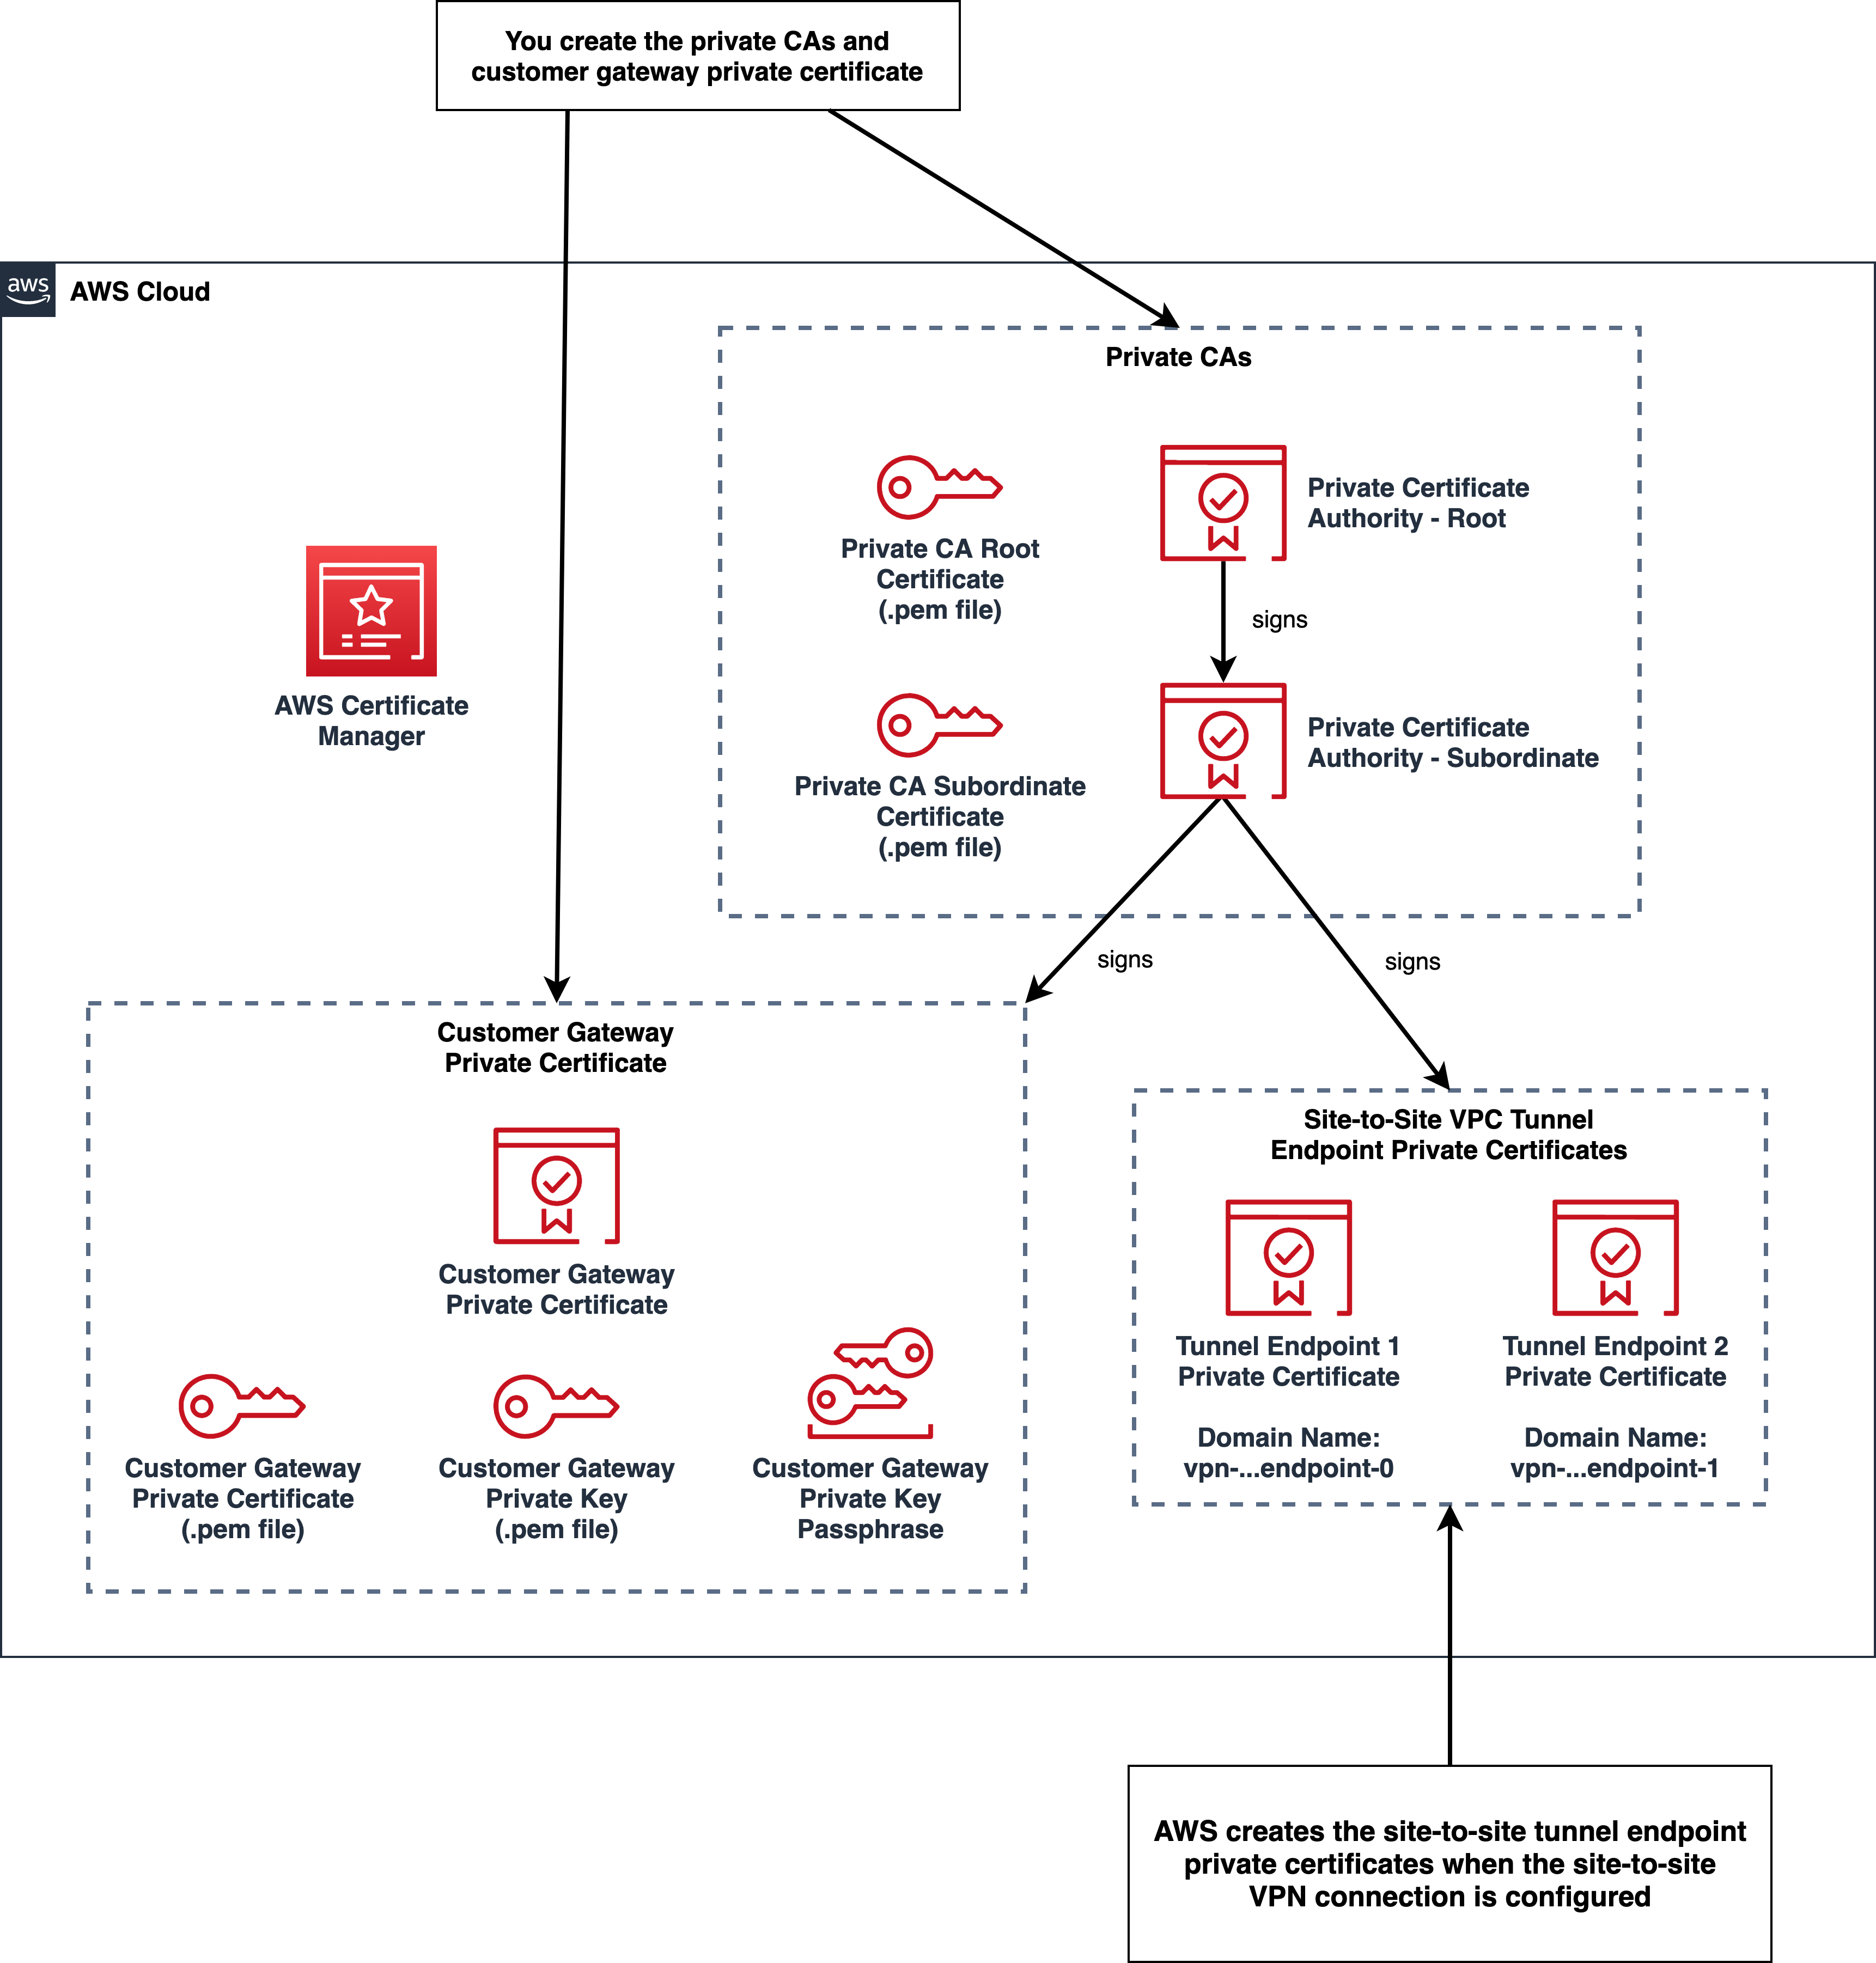 You create the private CAs and
customer gateway private certificate
aws
AWS Cloud
Private CAs
Private CA Root
Certificate
(.pem file)
Private Certificate
Authority - Root
signs
AWS Certificate
Manager
Private CA Subordinate
Certificate
(.pem file)
Private Certificate
Authority - Subordinate
signs
signs
Customer Gateway
Private Certificate
Customer Gateway
Private Certificate
Customer Gateway
Private Certificate
(.pem file)
Customer Gateway
Private Key
(.pem file)
Customer Gateway
Private Key
Passphrase
Site-to-Site VPC Tunnel
Endpoint Private Certificates
Tunnel Endpoint 1
Private Certificate
Domain Name:
vpn-...endpoint-0
Tunnel Endpoint 2
Private Certificate
Domain Name:
vpn-...endpoint-1
AWS creates the site-to-site tunnel endpoint
private certificates when the site-to-site
VPN connection is configured